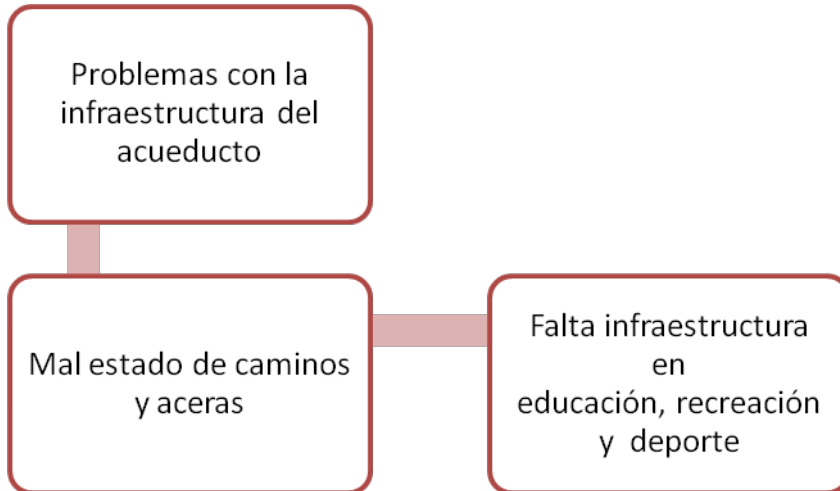 Problemas con la
infraestructura del
acueducto
Mal estado de caminos
y aceras
Falta infraestructura
en
educación, recreación
y deporte